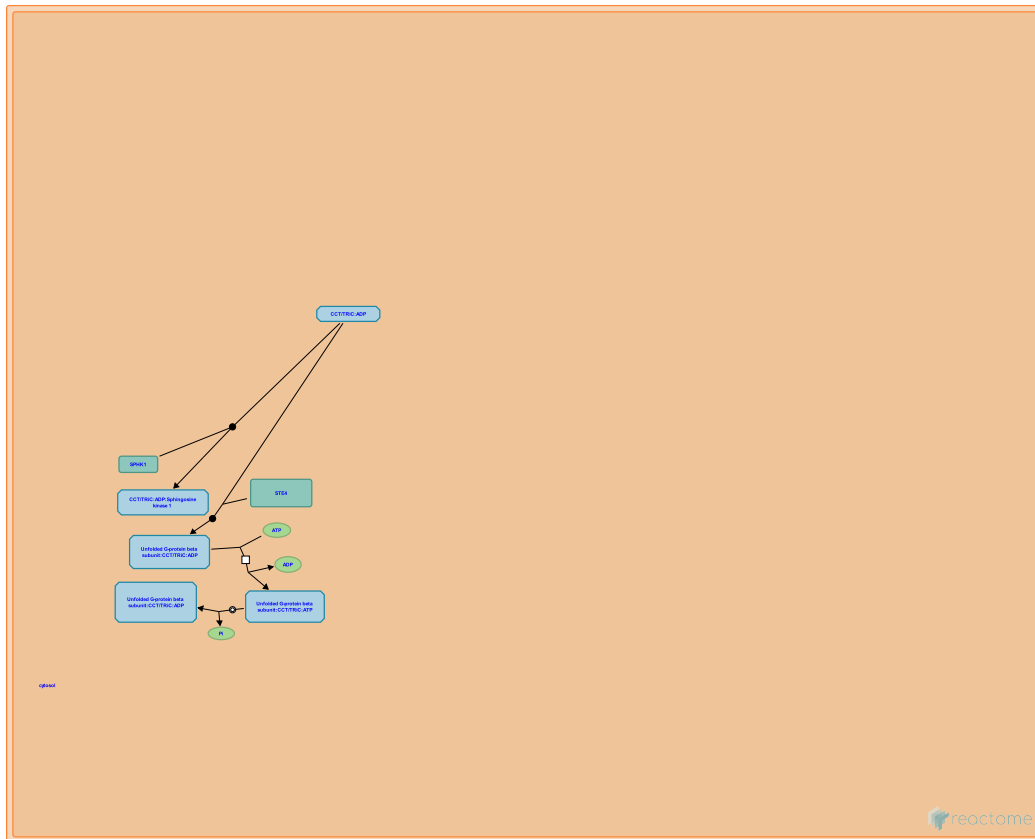 CCT/TRiC:ADP
SPHK1
STE4
CCT/TRiC:ADP:Sphingosine
kinase 1
ATP
Unfolded G-protein beta
subunit:CCT/TRiC:ADP
ADP
Unfolded G-protein beta
subunit:CCT/TRiC:ADP
Unfolded G-protein beta
subunit:CCT/TRiC:ATP
Pi
cytosol
reactome